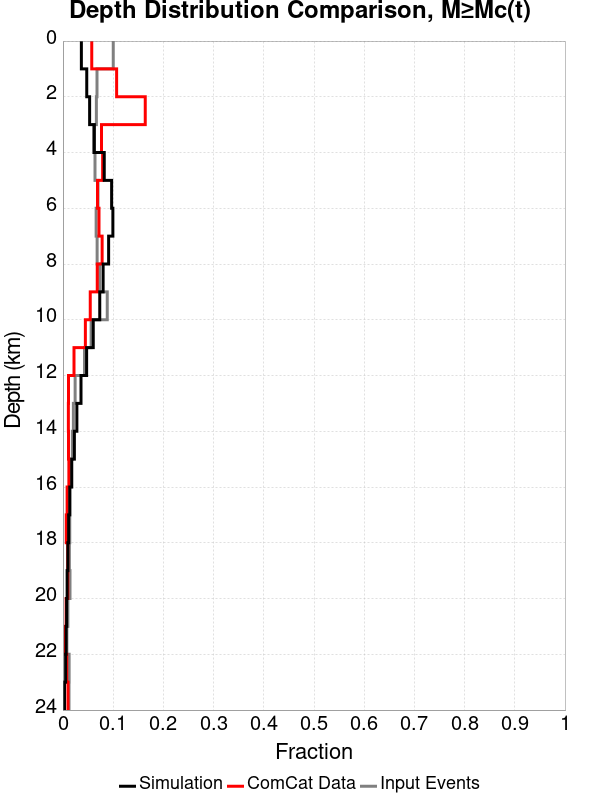 Depth Distribution Comparison, M≥Mc(t)
0
2
4
6
8
10
12
14
16
18
20
22
24
Depth (km)
0 0.1 0.2 0.3 0.4 0.5 0.6 0.7 0.8 0.9 1
Fraction
Simulation ComCat Data Input Events